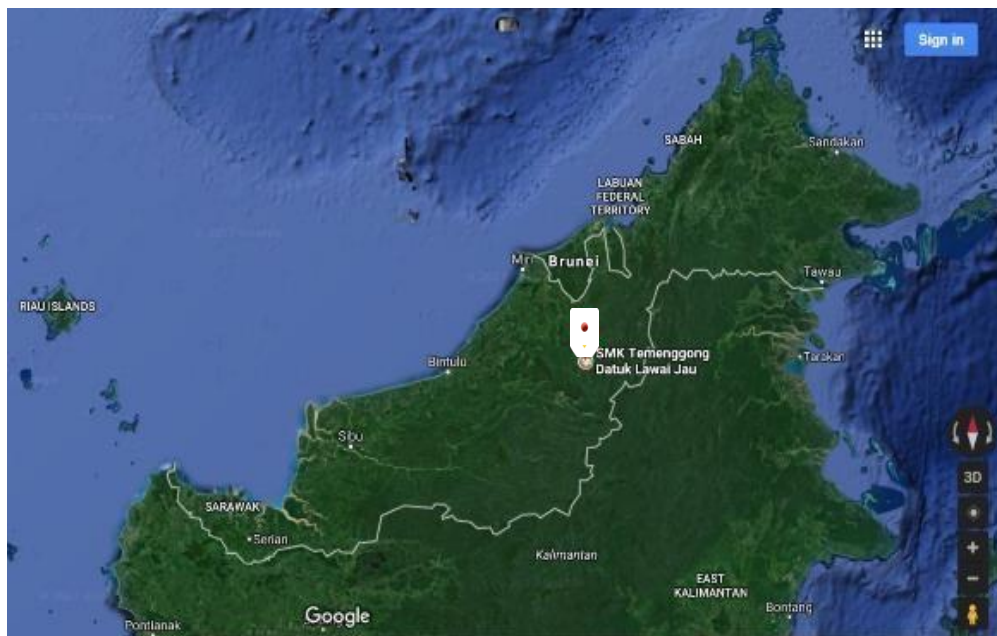 Sign in
SABAH
Sandakan
LABUAN
FEDERAL
TERRITORY
Miri
Brunei
Tawau
RIAU ISLANDS
SMK Temenggong
Datuk Lawai Jau
Tarakan
Bintulu
Sibu
3D
SARAWAK
Serian
Kalimantan
EAST
KALIMANTAN
Bontang
Google
Pontianak